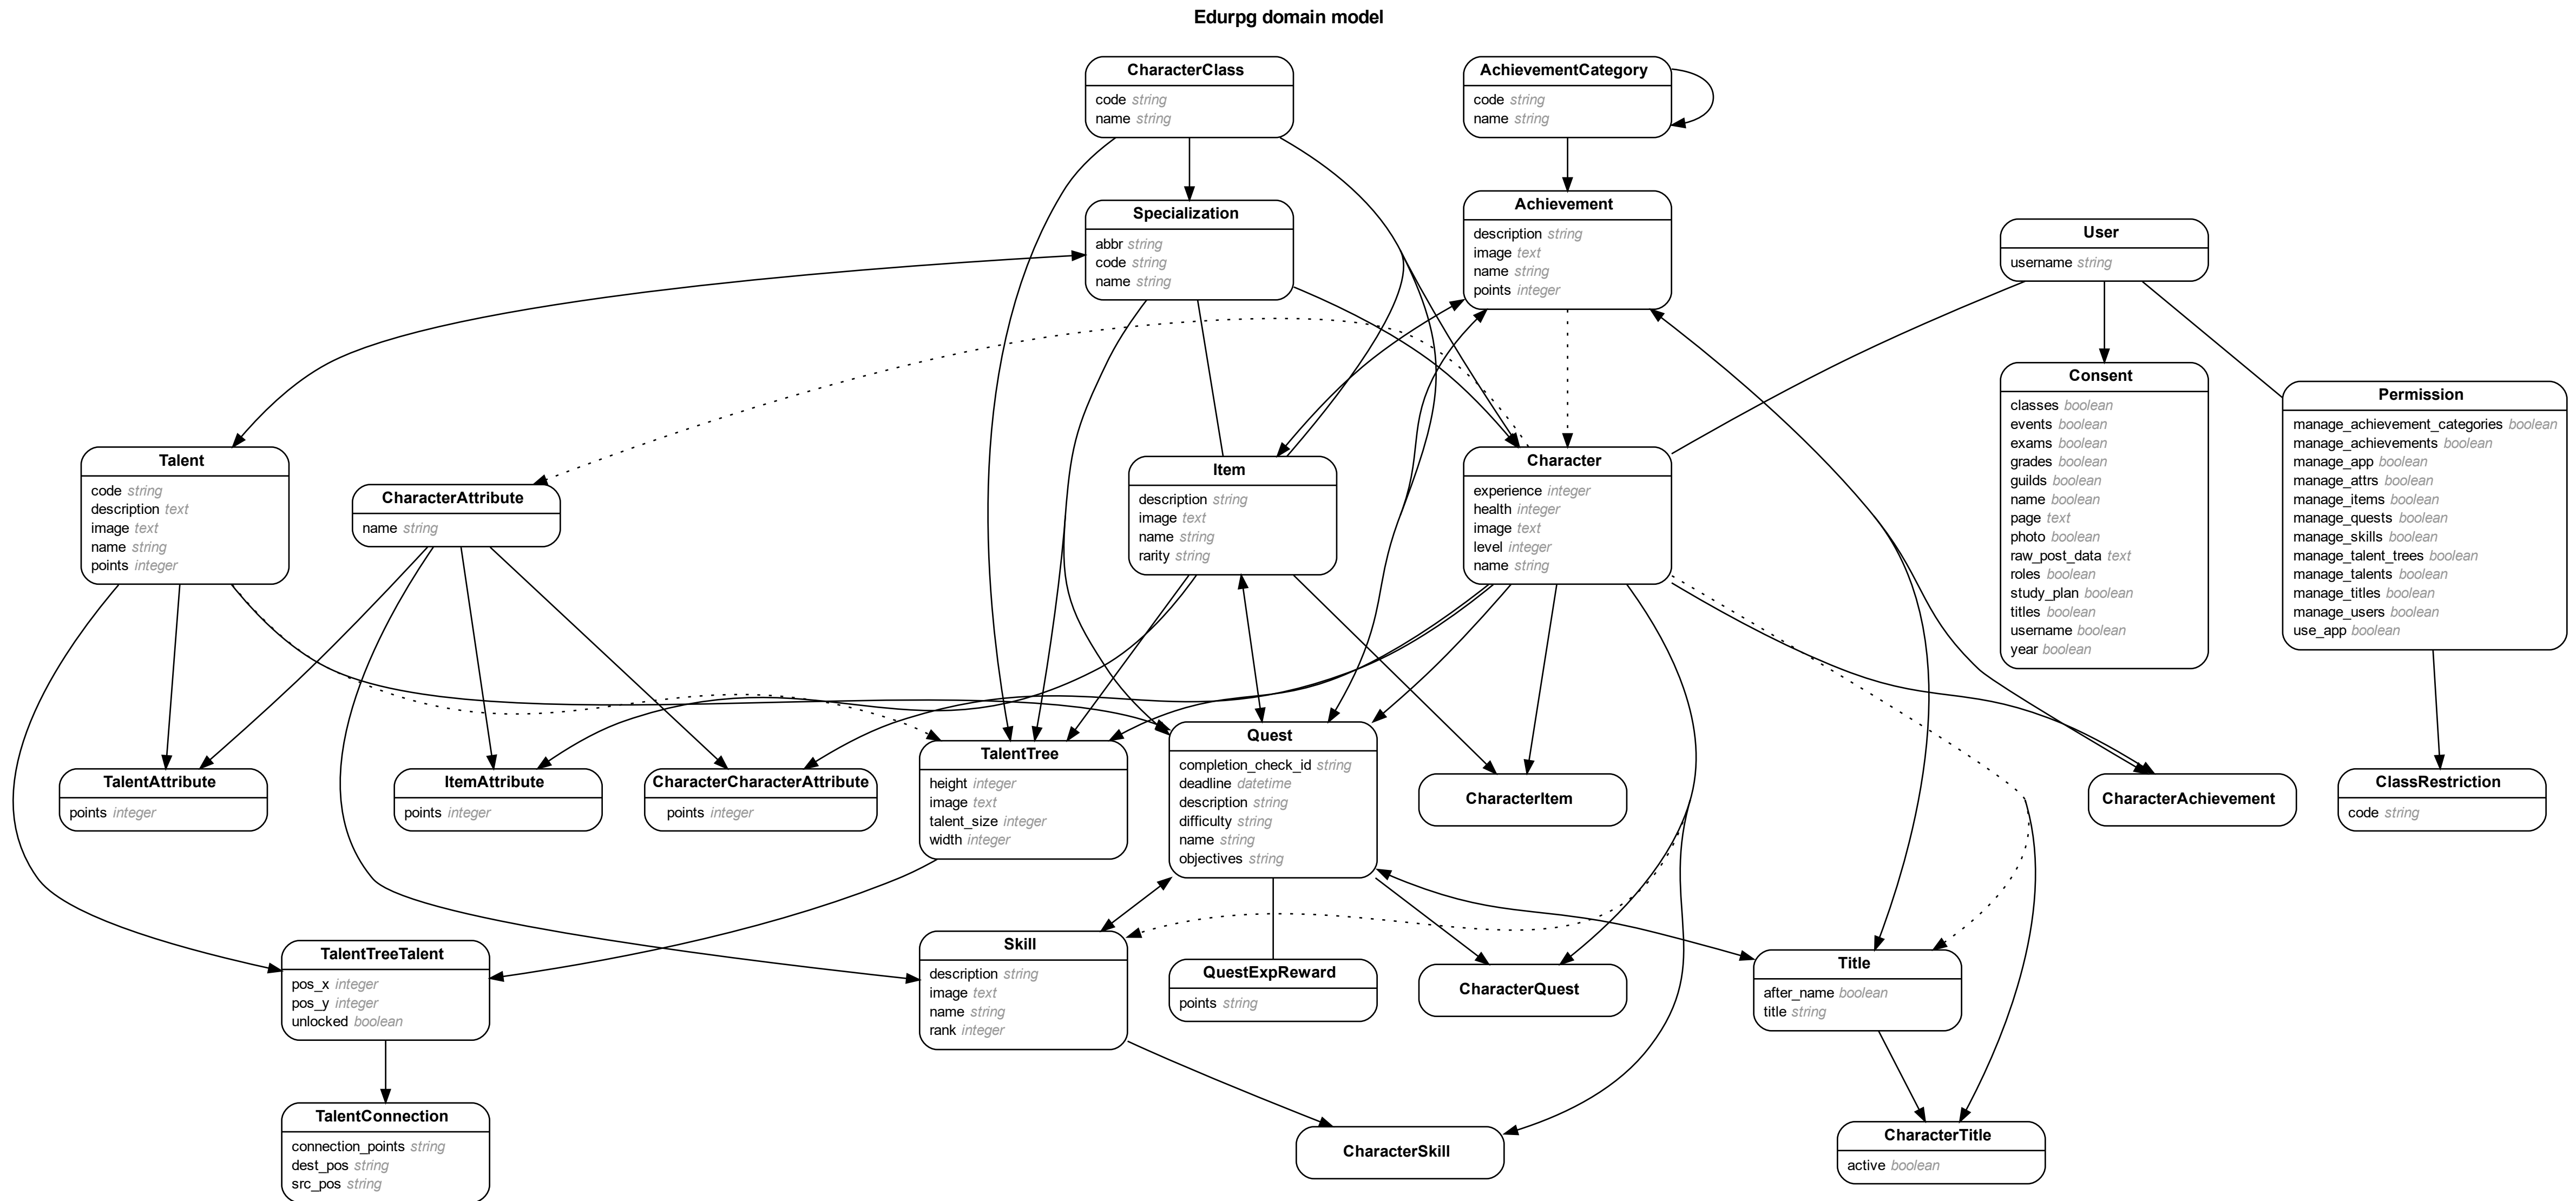 Edurpg domain model
CharacterClass
code string
name string
AchievementCategory
code string
name string
Specialization
abbr string
code string
name string
Achievement
description string
image text
name string
points integer
User
username string
Consent
classes boolean
events boolean
exams boolean
grades boolean
guilds boolean
name boolean
page text
photo boolean
raw_post_data text
roles boolean
study_plan boolean
titles boolean
username boolean
year boolean
Permission
manage_achievement_categories boolean
manage_achievements boolean
manage_app boolean
manage_attrs boolean
manage_items boolean
manage_quests boolean
manage_skills boolean
manage_talent_trees boolean
manage_talents boolean
manage_titles boolean
manage_users boolean
use_app boolean
Talent
code string
description text
image text
name string
points integer
CharacterAttribute
name string
Item
description string
image text
name string
rarity string
Character
experience integer
health integer
image text
level integer
name string
TalentAttribute
points integer
ItemAttribute
points integer
CharacterCharacterAttribute
points integer
TalentTree
height integer
image text
talent_size integer
width integer
Quest
completion_check_id string
deadline datetime
description string
difficulty string
name string
objectives string
CharacterItem
CharacterAchievement
ClassRestriction
code string
TalentTreeTalent
pos_x integer
pos_y integer
unlocked boolean
Skill
description string
image text
name string
rank integer
QuestExpReward
points string
CharacterQuest
Title
after_name boolean
title string
TalentConnection
connection_points string
dest_pos string
src_pos string
CharacterSkill
CharacterTitle
active boolean